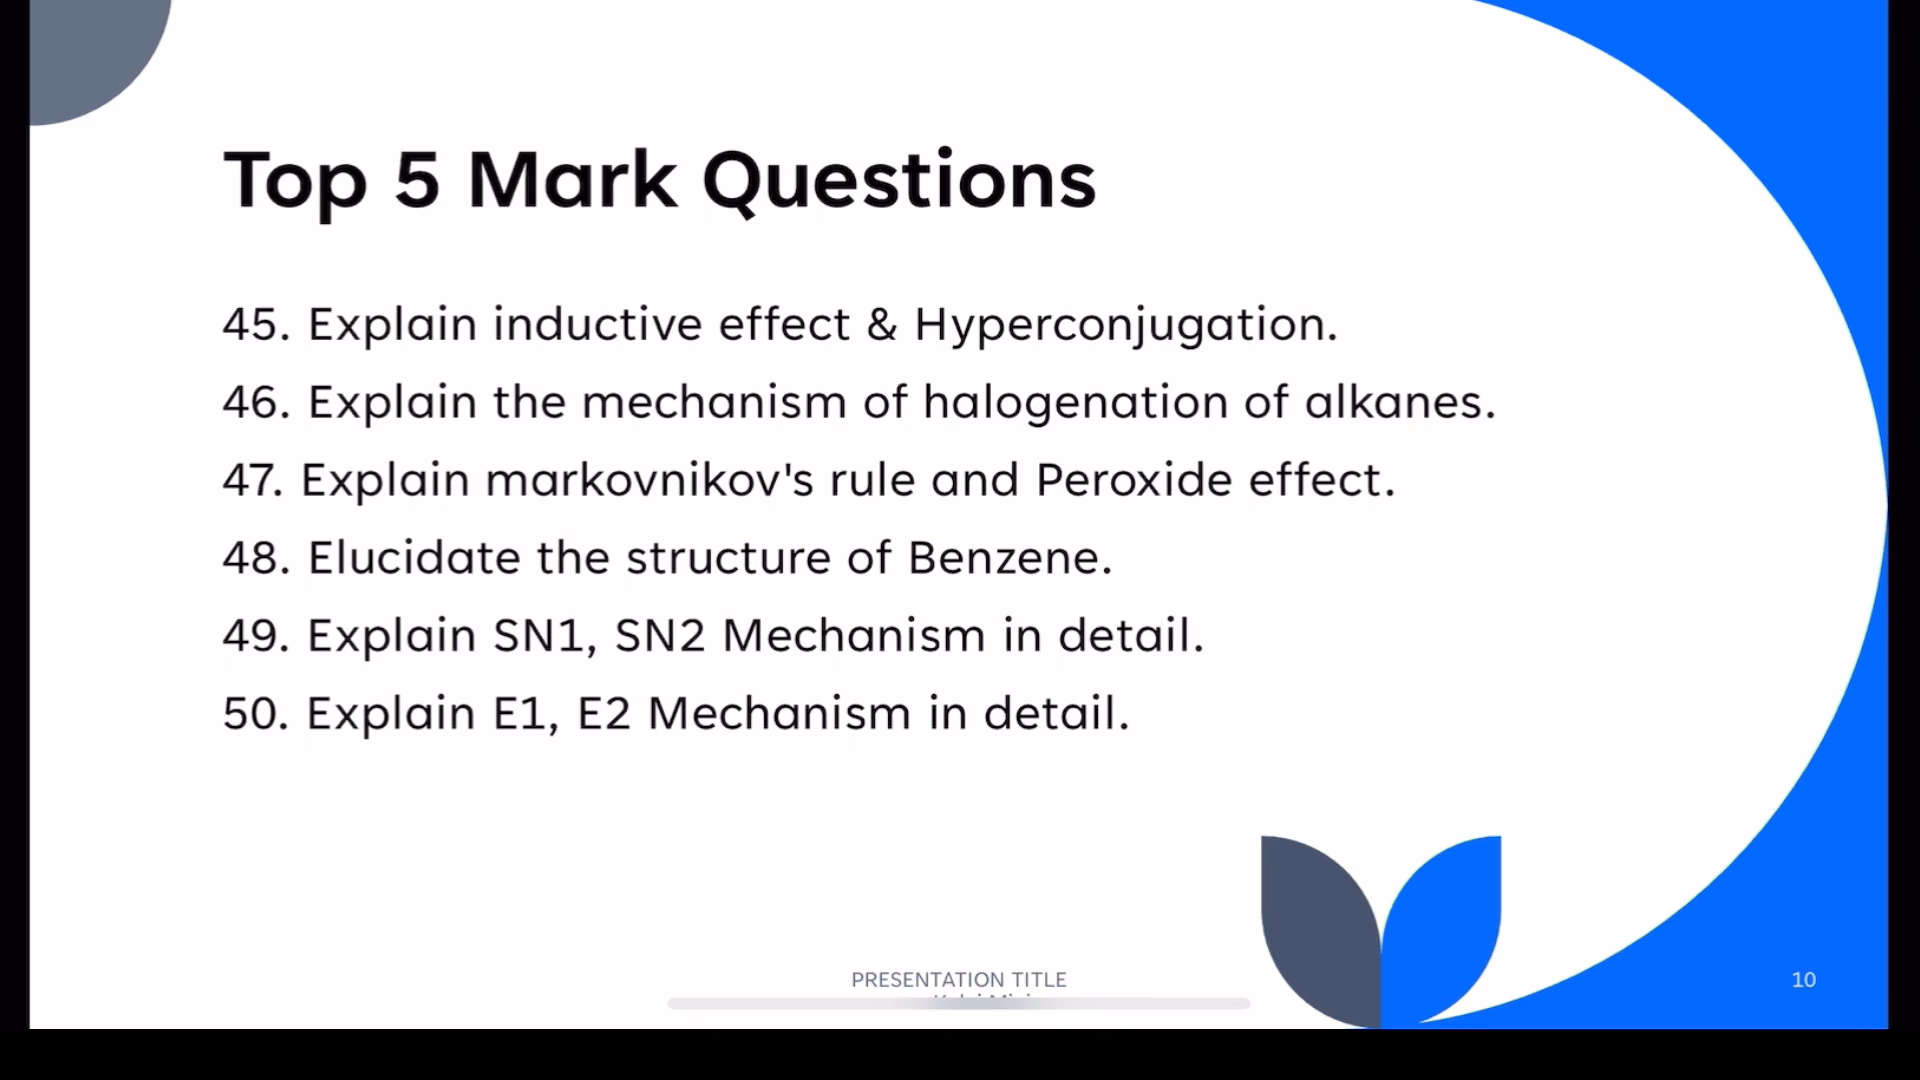 Top 5 Mark Questions
45. Explain inductive effect & Hyperconjugation.
46. Explain the mechanism of halogenation of alkanes.
47. Explain markovnikov's rule and Peroxide effect.
48. Elucidate the structure of Benzene.
49. Explain SN1, SN2 Mechanism in detail.
50. Explain E1, E2 Mechanism in detail.
PRESENTATION TITLE
10